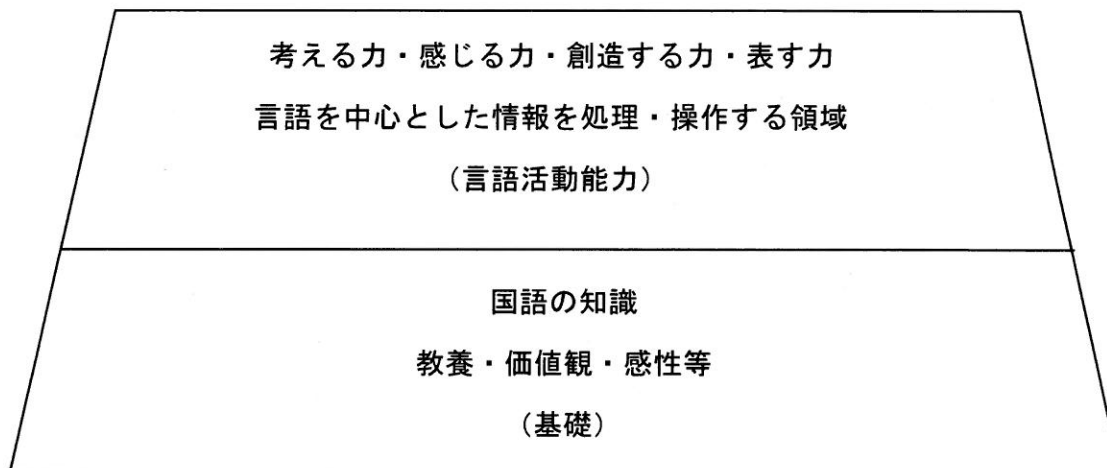 考える力・感じる力・創造する力・表す力
言語を中心とした情報を処理・操作する領域
（言語活動能力）
国語の知識
教養・価値観・感性等
（基礎）